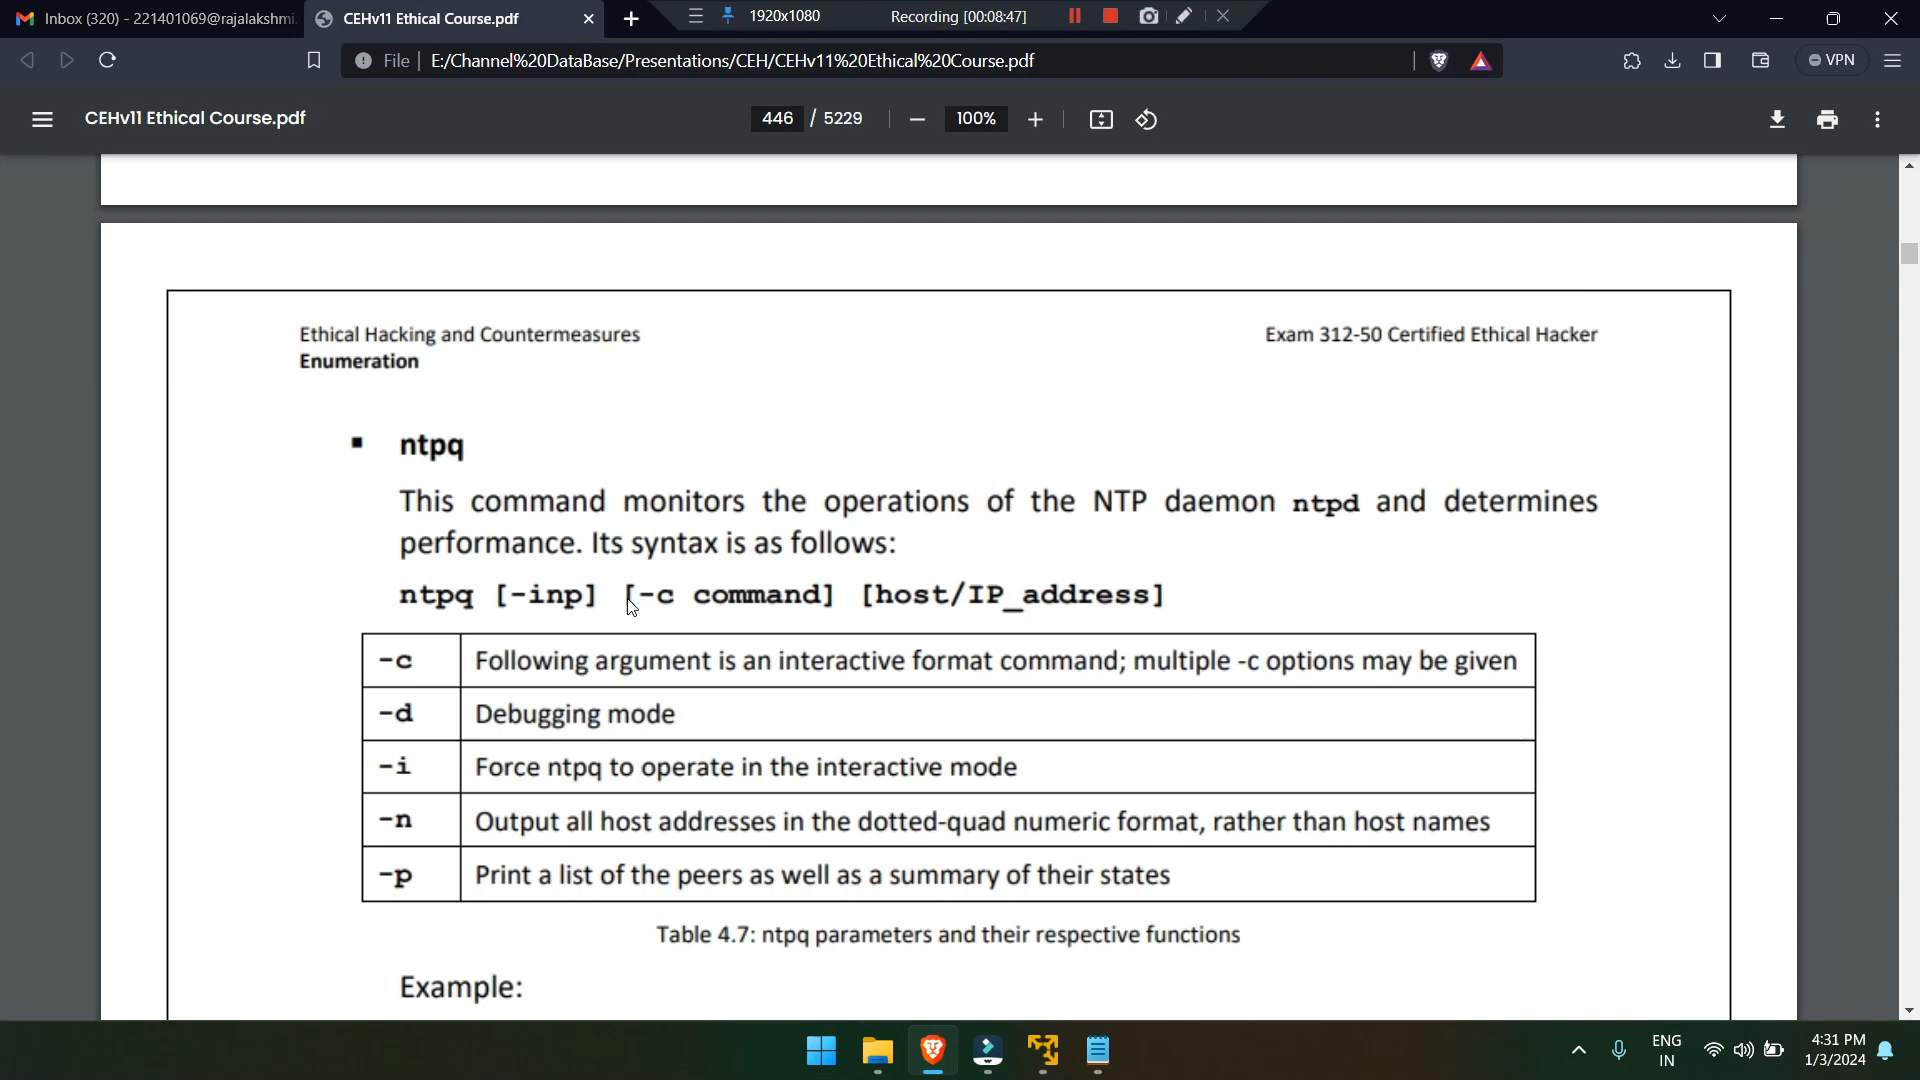 Inbox (320) - 221401069@rajalakshmi.
CEHv11 Ethical Course.pdf
1920x1080
Recording [00:08:47]
File
E:/Channel%20DataBase/Presentations/CEH/CEHv11%20Ethical%20Course.pdf
VPN
CEHv11 Ethical Course.pdf
446 / 5229
100%
Ethical Hacking and Countermeasures
Exam 312-50 Certified Ethical Hacker
Enumeration
▪ ntpq
This command monitors the operations of the NTP daemon ntpd and determines
performance. Its syntax is as follows:
ntpq [-inp] [-c command] [host/IP_address]
-c Following argument is an interactive format command; multiple -c options may be given
-d Debugging mode
-i Force ntpq to operate in the interactive mode
-n Output all host addresses in the dotted-quad numeric format, rather than host names
-p Print a list of the peers as well as a summary of their states
Table 4.7: ntpq parameters and their respective functions
Example:
ENG
IN
4:31 PM
1/3/2024